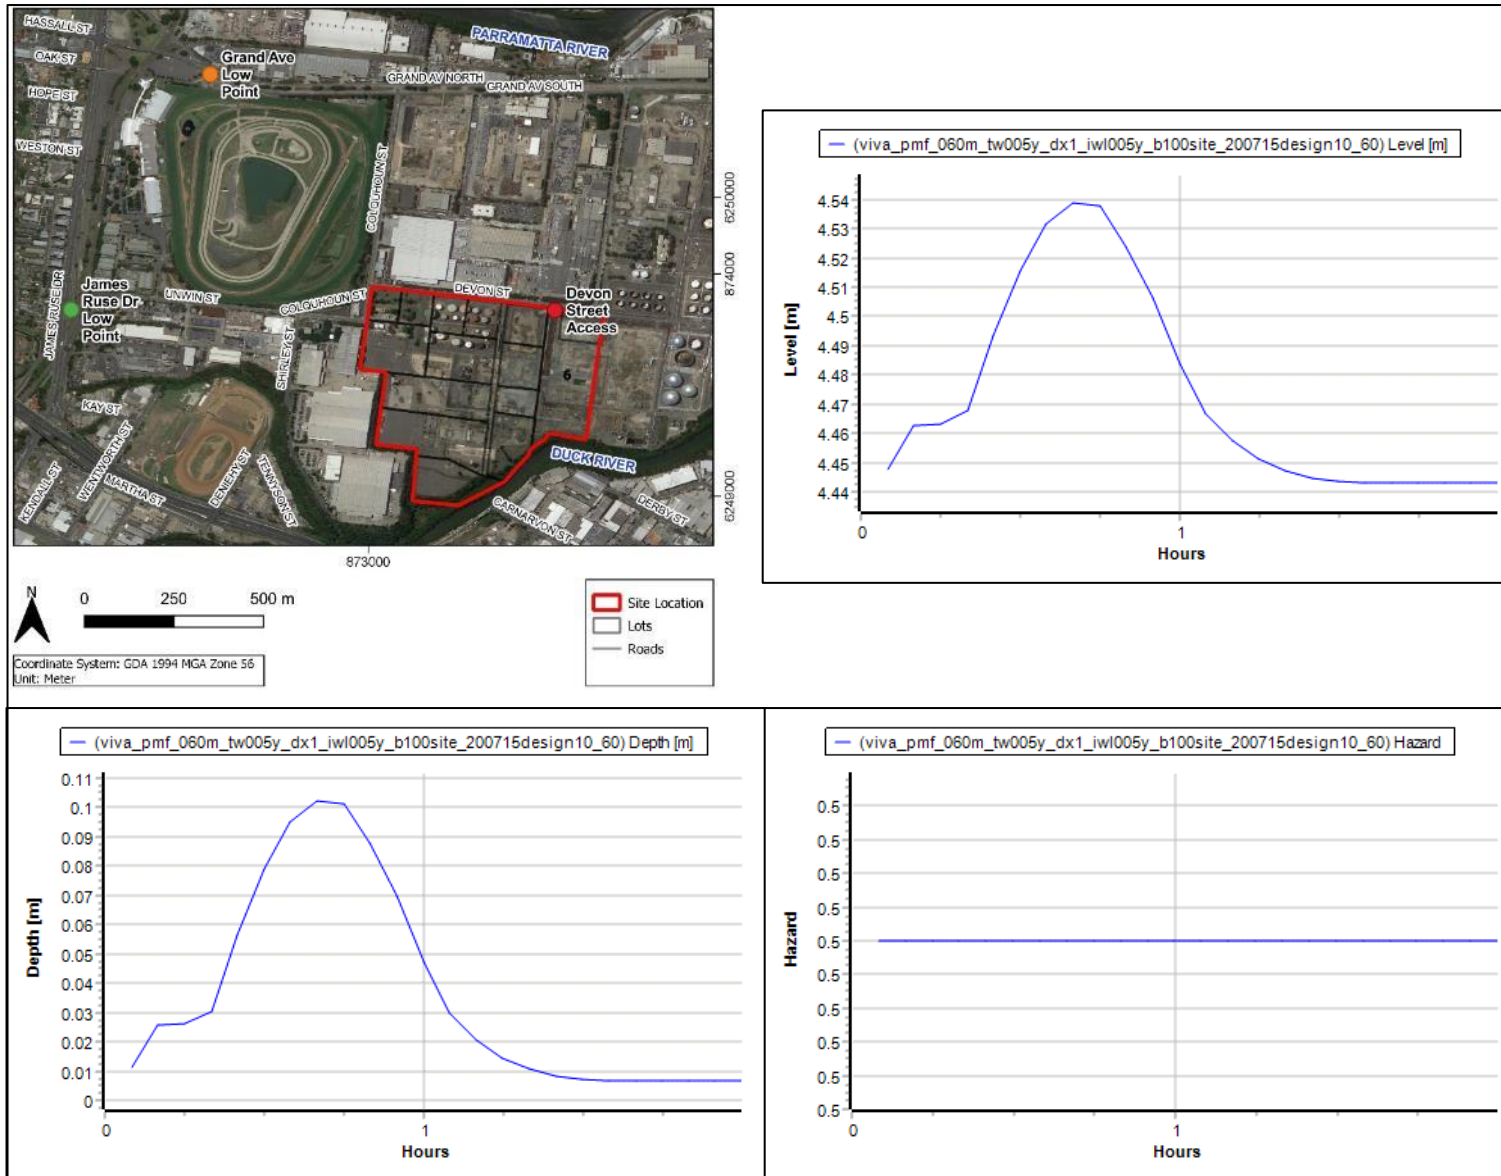 HASSALL ST
OAK ST
HOPE ST
WESTON ST
Grand Ave
Low
Point
PARRAMATTA RIVER
GRAND AV NORTH
GRAND AV SOUTH
COLQUHOUN ST
6250000
874000
JAMES RUSE DR
James
Ruse Dr
Low
Point
UNWIN ST
COLQUHOUN ST
DEVON ST
Devon
Street
Access
SHIRLEY ST
6
KAY ST
WENTWORTH ST
KENDALL ST
MARTHA ST
DENIEHY ST
TENNYSON ST
DUCK RIVER
CARNARVON ST
DERBY ST
6249000
873000
N
0 250 500 m
Coordinate System: GDA 1994 MGA Zone 56
Unit: Meter
Site Location
Lots
Roads
(viva_pmf_060m_tw005y_dx1_iwl005y_b100site_200715design10_60) Level [m]
Level [m]
4.54
4.53
4.52
4.51
4.5
4.49
4.48
4.47
4.46
4.45
4.44
0 1
Hours
(viva_pmf_060m_tw005y_dx1_iwl005y_b100site_200715design10_60) Depth [m]
Depth [m]
0.11
0.1
0.09
0.08
0.07
0.06
0.05
0.04
0.03
0.02
0.01
0
0 1
Hours
(viva_pmf_060m_tw005y_dx1_iwl005y_b100site_200715design10_60) Hazard
Hazard
0.5
0.5
0.5
0.5
0.5
0.5
0.5
0.5
0.5
0.5
0 1
Hours